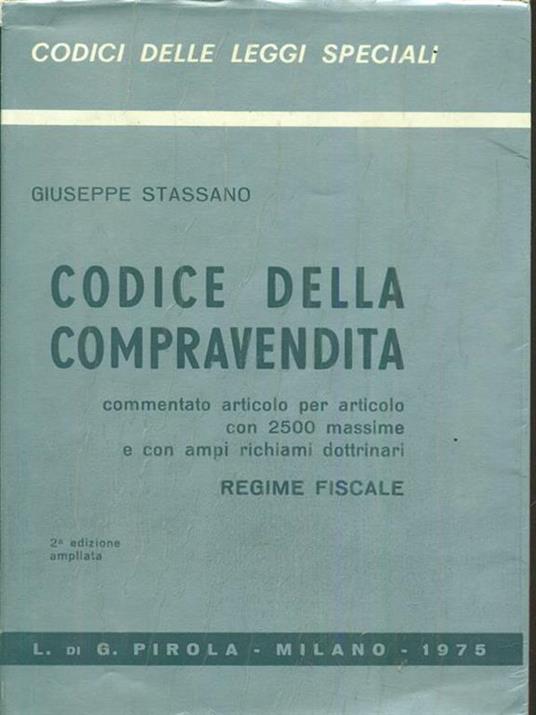 CODICI DELLE LEGGI SPECIALI
GIUSEPPE STASSANO
CODICE DELLA
COMPRAVENDITA
commentato articolo per articolo
con 2500 massime
e con ampi richiami dottrinari
REGIME FISCALE
2ª edizione
ampliata
L. DI G. PIROLA - MILANO - 1975